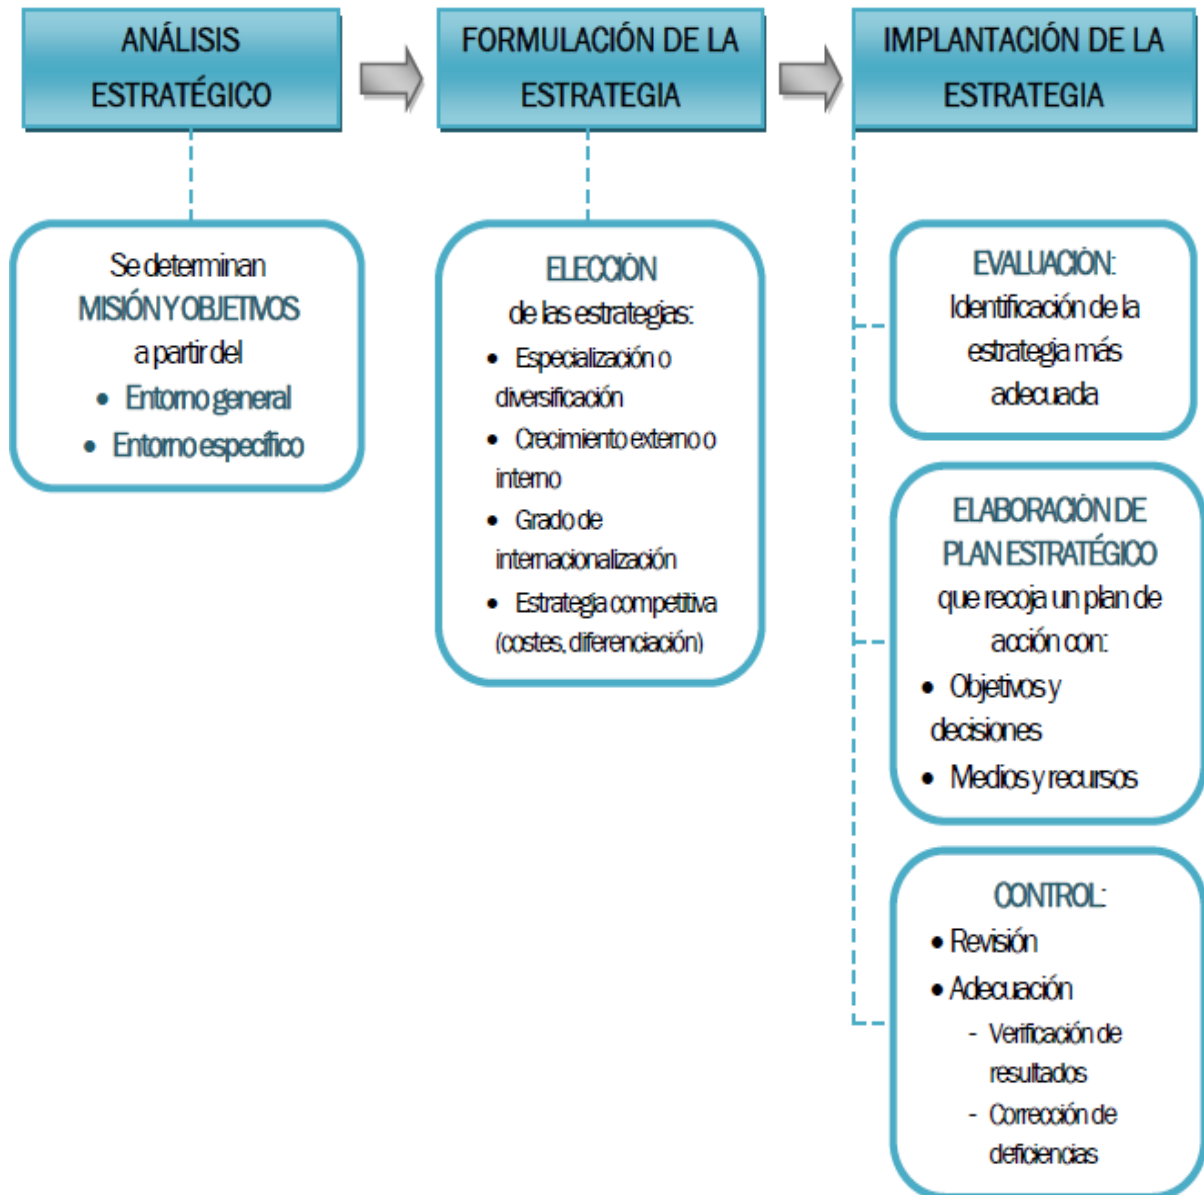 ANÁLISIS
ESTRATÉGICO
FORMULACIÓN DE LA
ESTRATEGIA
IMPLANTACIÓN DE LA
ESTRATEGIA
Se determinan
MISIÓN Y OBJETIVOS
a partir del
• Entorno general
• Entorno específico
ELECCIÓN
de las estrategias:
• Especialización o
diversificación
• Crecimiento externo o
interno
• Grado de
internacionalización
• Estrategia competitiva
(costes, diferenciación)
EVALUACIÓN:
Identificación de la
estrategia más
adecuada
ELABORACIÓN DE
PLAN ESTRATÉGICO
que recoja un plan de
acción con:
• Objetivos y
decisiones
• Medios y recursos
CONTROL:
• Revisión
• Adecuación
- Verificación de
resultados
- Corrección de
deficiencias